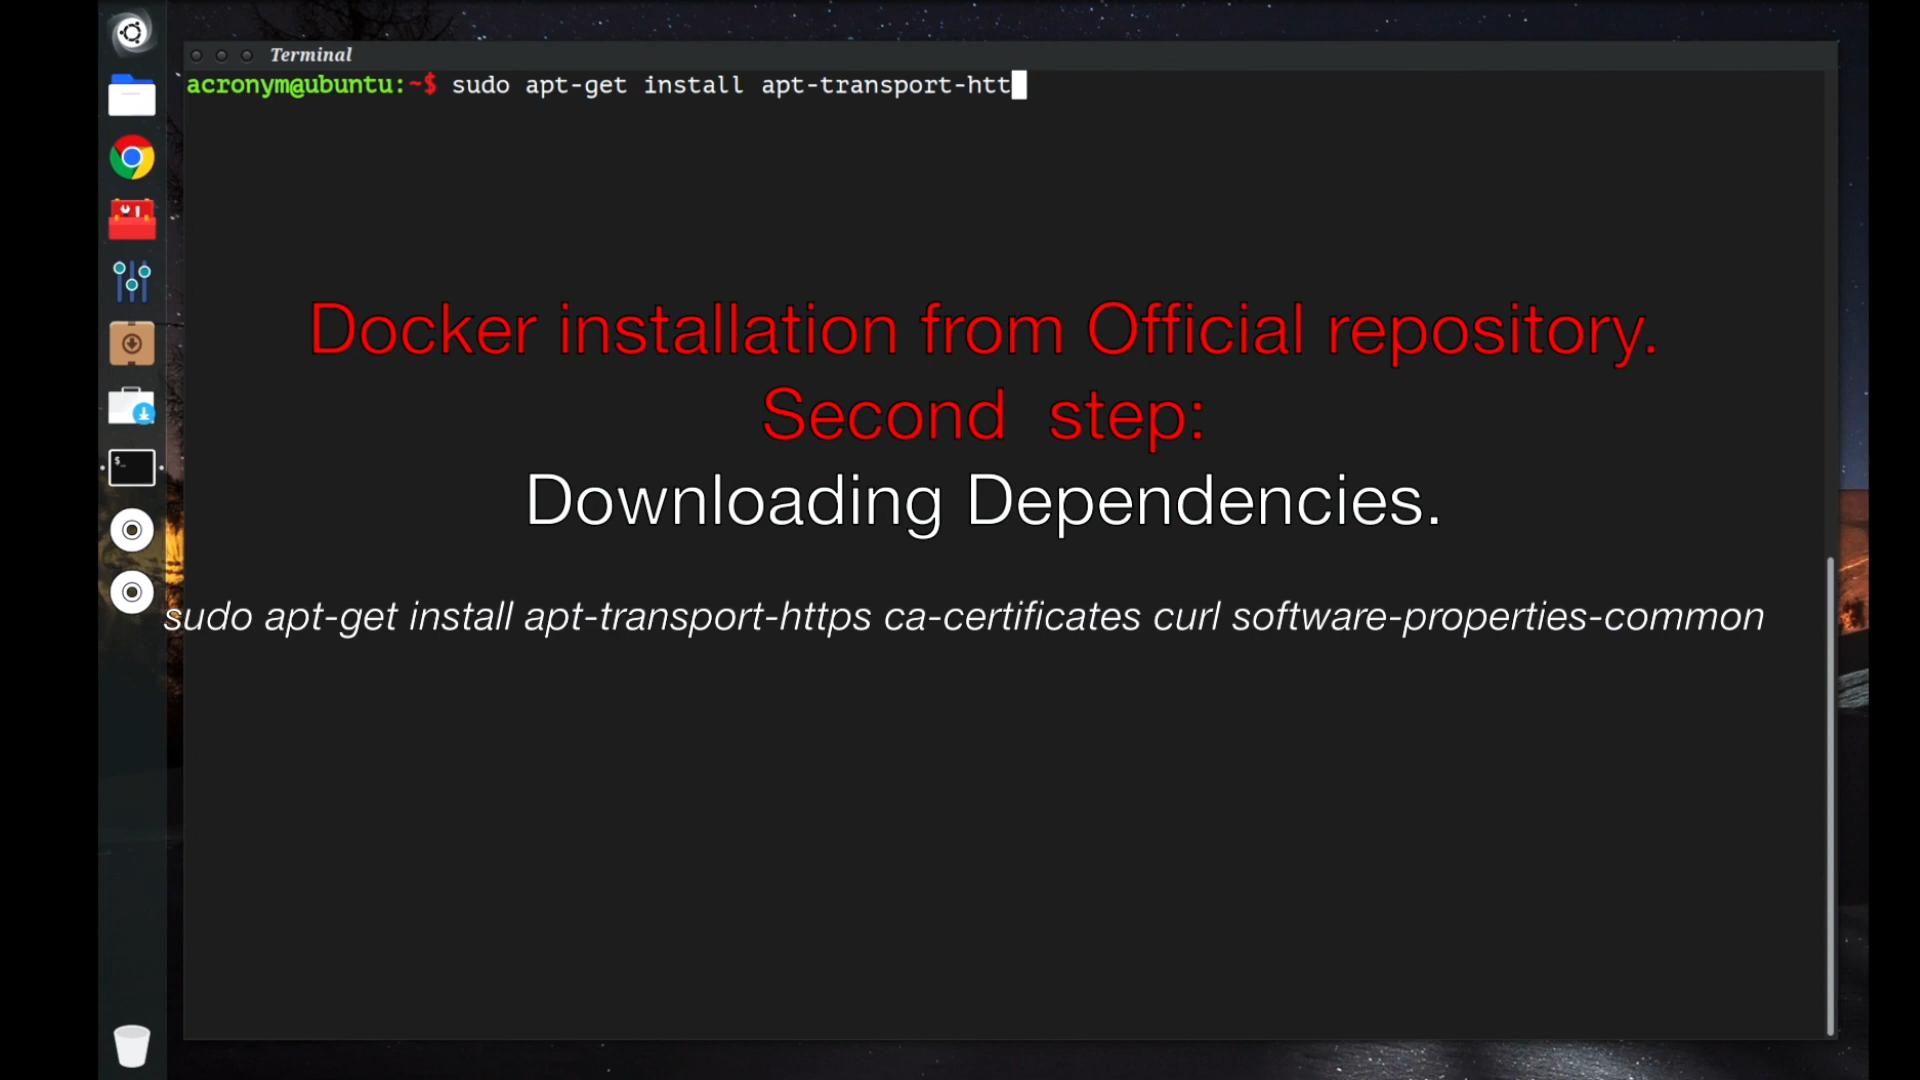 Terminal
acronym@ubuntu:~$ sudo apt-get install apt-transport-htt
Docker installation from Official repository.
Second step:
Downloading Dependencies.
sudo apt-get install apt-transport-https ca-certificates curl software-properties-common